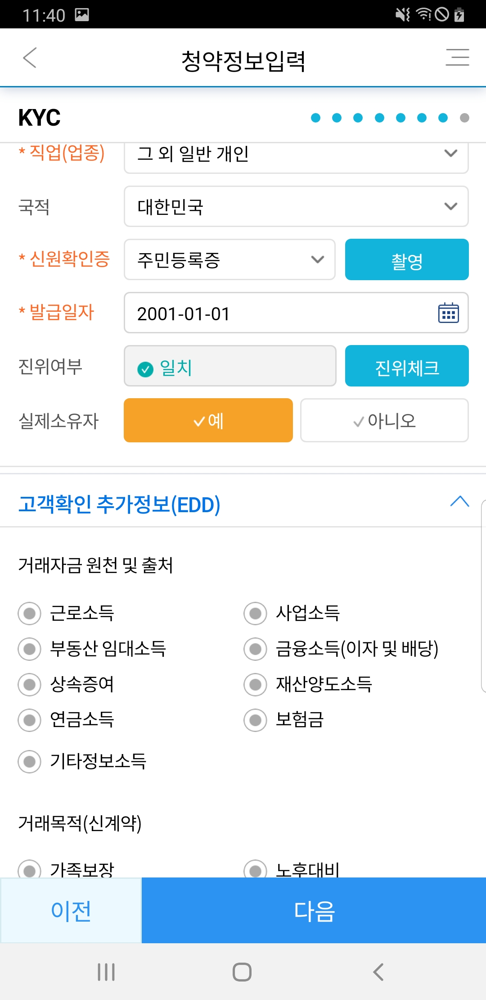 11:40
청약정보입력
KYC
* 직업(업종) 그 외 일반 개인
국적 대한민국
* 신원확인증 주민등록증 촬영
* 발급일자 2001-01-01
진위여부 일치 진위체크
실제소유자 예 아니오
고객확인 추가정보(EDD)
거래자금 원천 및 출처
근로소득 사업소득
부동산 임대소득 금융소득(이자 및 배당)
상속증여 재산양도소득
연금소득 보험금
기타정보소득
거래목적(신계약)
가족보장 노후대비
이전 다음